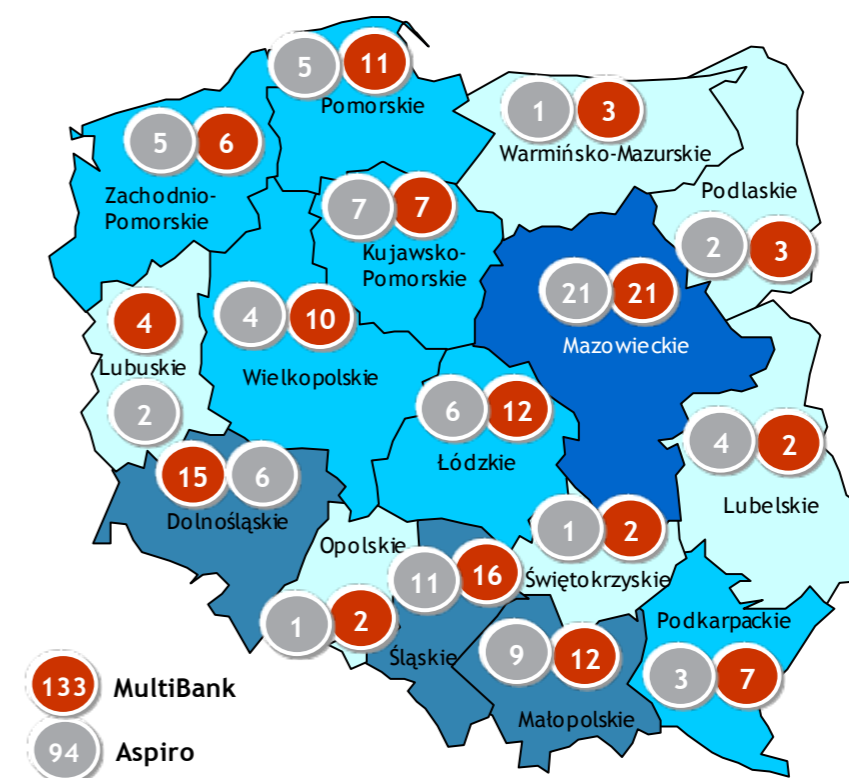 5 11
Pomorskie
1 3
Warmińsko-Mazurskie
5 6
Zachodnio-
Pomorskie
Podlaskie
2 3
7 7
Kujawsko-
Pomorskie
21 21
Mazowieckie
4
Lubuskie
2
4 10
Wielkopolskie
6 12
Łódzkie
4 2
Lubelskie
15 6
Dolnośląskie
Opolskie
1 2
11 16
Śląskie
1 2
Świętokrzyskie
9 12
Małopolskie
Podkarpackie
3 7
133 MultiBank
94 Aspiro